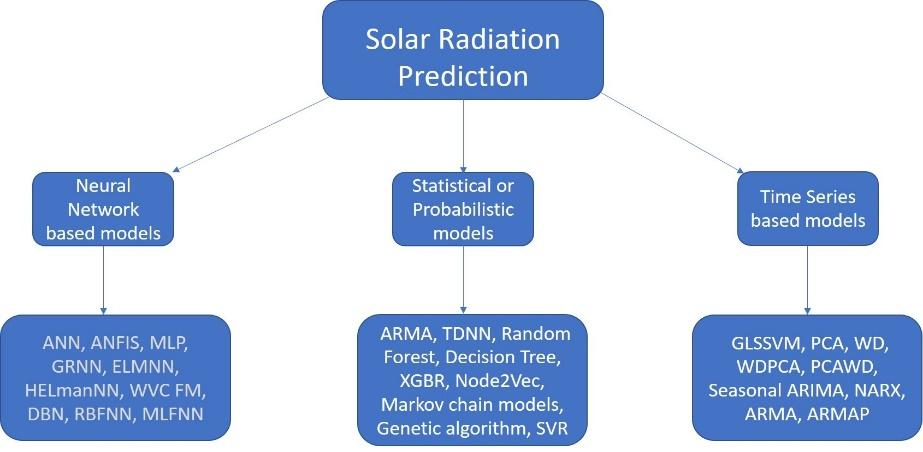 Solar Radiation
Prediction
Neural
Network
based models
Statistical or
Probabilistic
models
Time Series
based models
ANN, ANFIS, MLP,
GRNN, ELMNN,
HELmanNN, WVC FM,
DBN, RBFNN, MLFNN
ARMA, TDNN, Random
Forest, Decision Tree,
XGBR, Node2Vec,
Markov chain models,
Genetic algorithm, SVR
GLSSVM, PCA, WD,
WDPCA, PCAWD,
Seasonal ARIMA, NARX,
ARMA, ARMAP